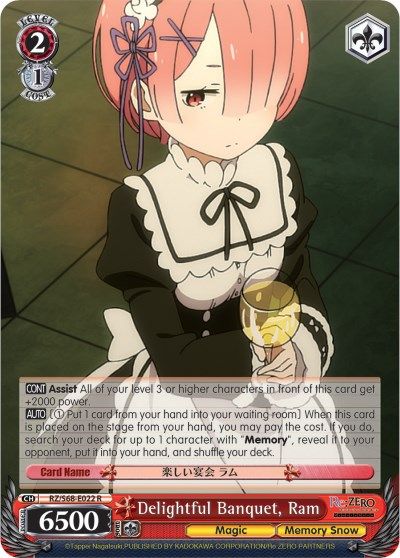 LEVEL
2
1
COST
CONT Assist All of your level 3 or higher characters in front of this card get
+2000 power.
AUTO [① Put 1 card from your hand into your waiting room] When this card
is placed on the stage from your hand, you may pay the cost. If you do,
search your deck for up to 1 character with "Memory", reveal it to your
opponent, put it into your hand, and shuffle your deck.
Card Name 楽しい宴会 ラム
RZ/S68-E022 R
Delightful Banquet, Ram
Re:ZERO
6500
Magic
Memory Snow
©Tappei Nagatsuki,PUBLISHED BY KADOKAWA CORPORATION/Re:ZERO PARTNERS